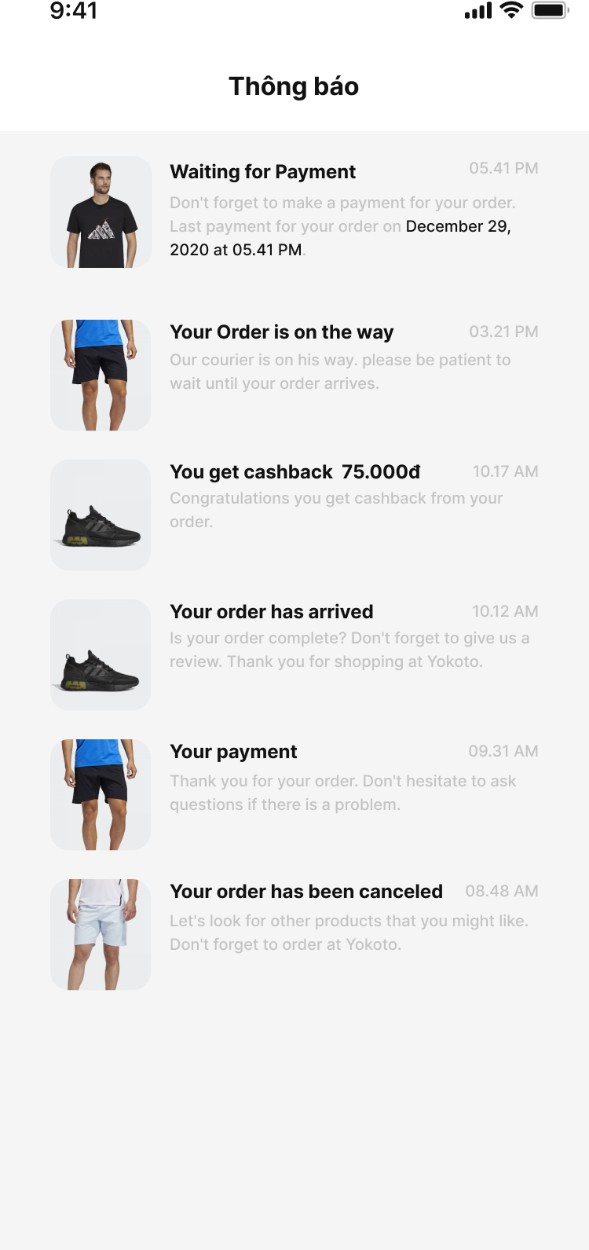 9:41
Thông báo
Waiting for Payment 05.41 PM
Don't forget to make a payment for your order.
Last payment for your order on December 29,
2020 at 05.41 PM.
Your Order is on the way 03.21 PM
Our courier is on his way. please be patient to
wait until your order arrives.
You get cashback  75.000đ 10.17 AM
Congratulations you get cashback from your
order.
Your order has arrived 10.12 AM
Is your order complete? Don't forget to give us a
review. Thank you for shopping at Yokoto.
Your payment 09.31 AM
Thank you for your order. Don't hesitate to ask
questions if there is a problem.
Your order has been canceled 08.48 AM
Let's look for other products that you might like.
Don't forget to order at Yokoto.